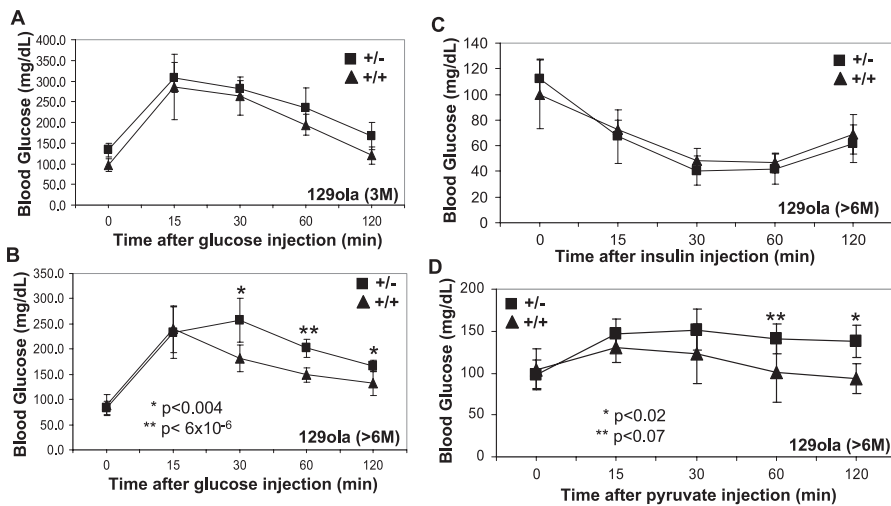 A
Blood Glucose (mg/dL)
400.0
350.0
300.0
250.0
200.0
150.0
100.0
50.0
0.0
+/-
+/+
129ola (3M)
0 15 30 60 120
Time after glucose injection (min)
B
Blood Glucose (mg/dL)
350.0
300.0
250.0
200.0
150.0
100.0
50.0
0.0
+/-
+/+
*
**
*
* p<0.004
** p< 6x10⁻⁶
129ola (>6M)
0 15 30 60 120
Time after glucose injection (min)
C
Blood Glucose (mg/dL)
140
120
100
80
60
40
20
0
+/-
+/+
129ola (>6M)
0 15 30 60 120
Time after insulin injection (min)
D
Blood Glucose (mg/dL)
200
150
100
50
0
+/-
+/+
**
*
* p<0.02
** p<0.07
129ola (>6M)
0 15 30 60 120
Time after pyruvate injection (min)